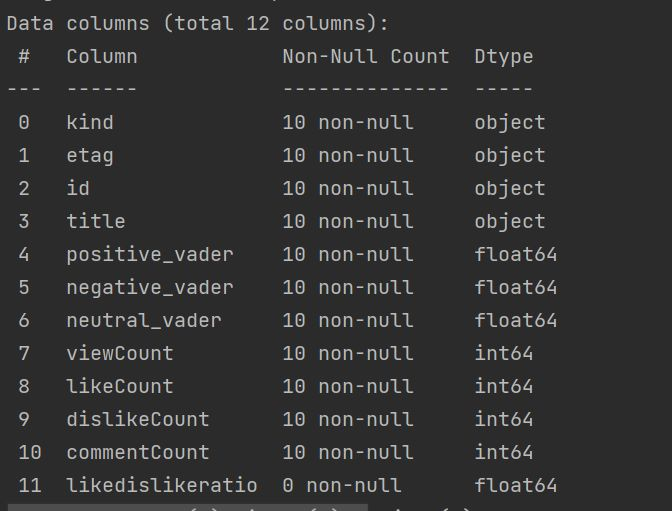 Data columns (total 12 columns):
 #   Column            Non-Null Count  Dtype
---  ------            --------------  -----
 0   kind              10 non-null     object
 1   etag              10 non-null     object
 2   id                10 non-null     object
 3   title             10 non-null     object
 4   positive_vader    10 non-null     float64
 5   negative_vader    10 non-null     float64
 6   neutral_vader     10 non-null     float64
 7   viewCount         10 non-null     int64
 8   likeCount         10 non-null     int64
 9   dislikeCount      10 non-null     int64
 10  commentCount      10 non-null     int64
 11  likedislikeratio  0 non-null      float64